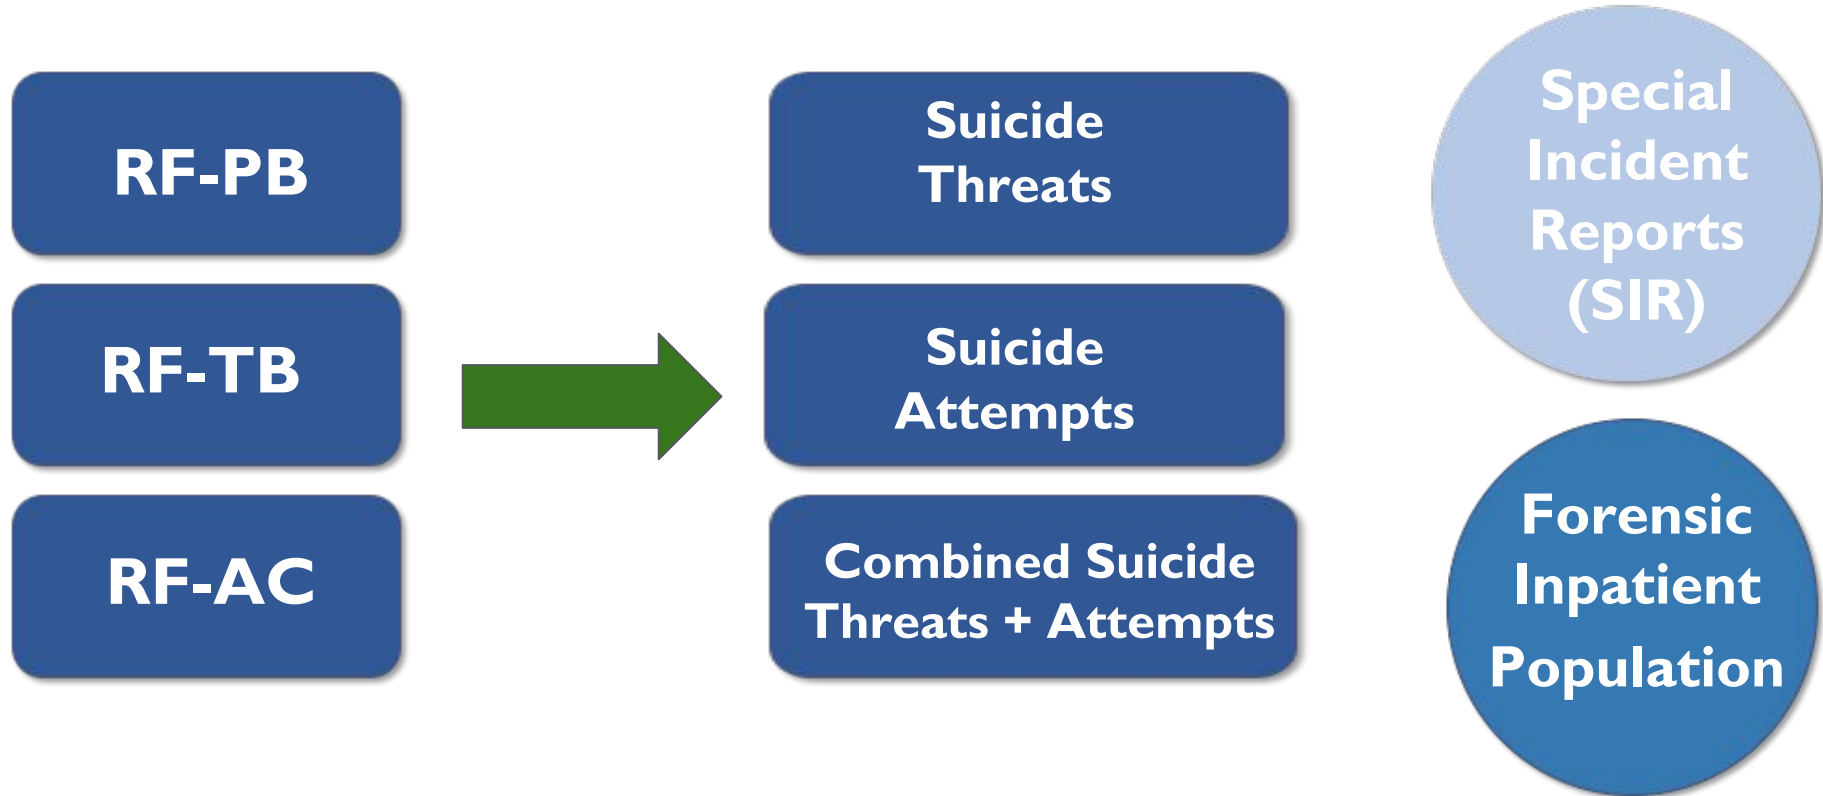 RF-PB
RF-TB
RF-AC
Suicide
Threats
Suicide
Attempts
Combined Suicide
Threats + Attempts
Special
Incident
Reports
(SIR)
Forensic
Inpatient
Population